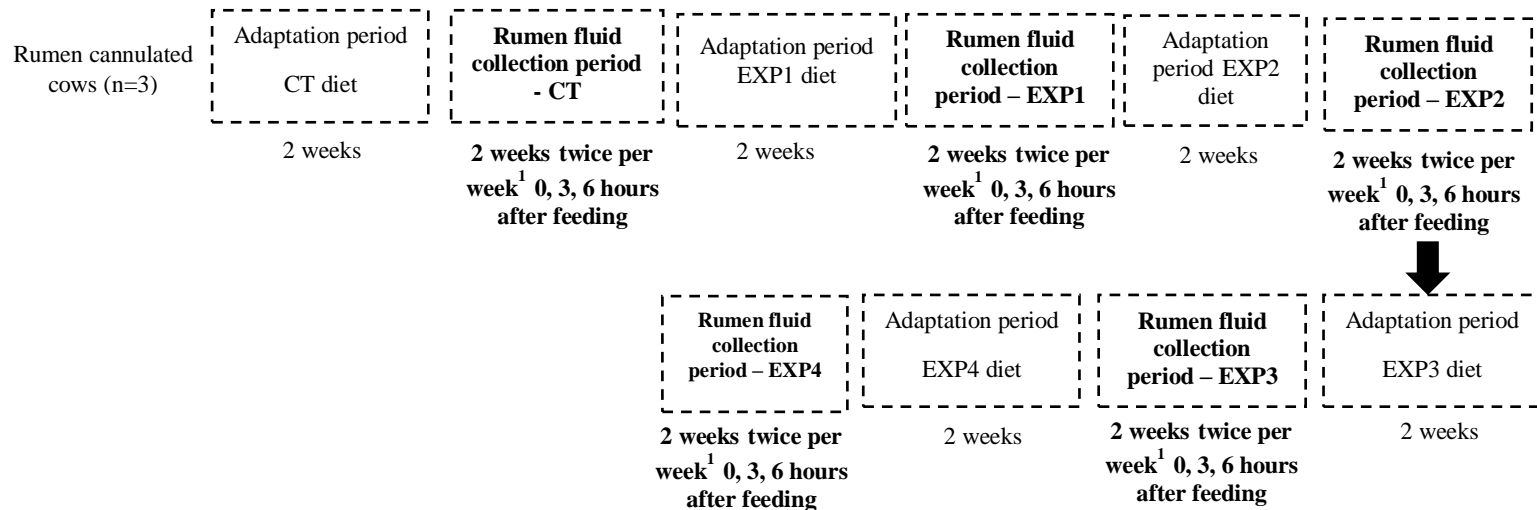 Rumen cannulated
cows (n=3)
Adaptation period
CT diet
2 weeks
Rumen fluid
collection period
- CT
2 weeks twice per
week¹ 0, 3, 6 hours
after feeding
Adaptation period
EXP1 diet
2 weeks
Rumen fluid
collection
period – EXP1
2 weeks twice per
week¹ 0, 3, 6 hours
after feeding
Adaptation
period EXP2
diet
2 weeks
Rumen fluid
collection
period – EXP2
2 weeks twice per
week¹ 0, 3, 6 hours
after feeding
Adaptation period
EXP3 diet
2 weeks
Rumen fluid
collection
period – EXP3
2 weeks twice per
week¹ 0, 3, 6 hours
after feeding
Adaptation period
EXP4 diet
2 weeks
Rumen fluid
collection
period – EXP4
2 weeks twice per
week¹ 0, 3, 6 hours
after feeding